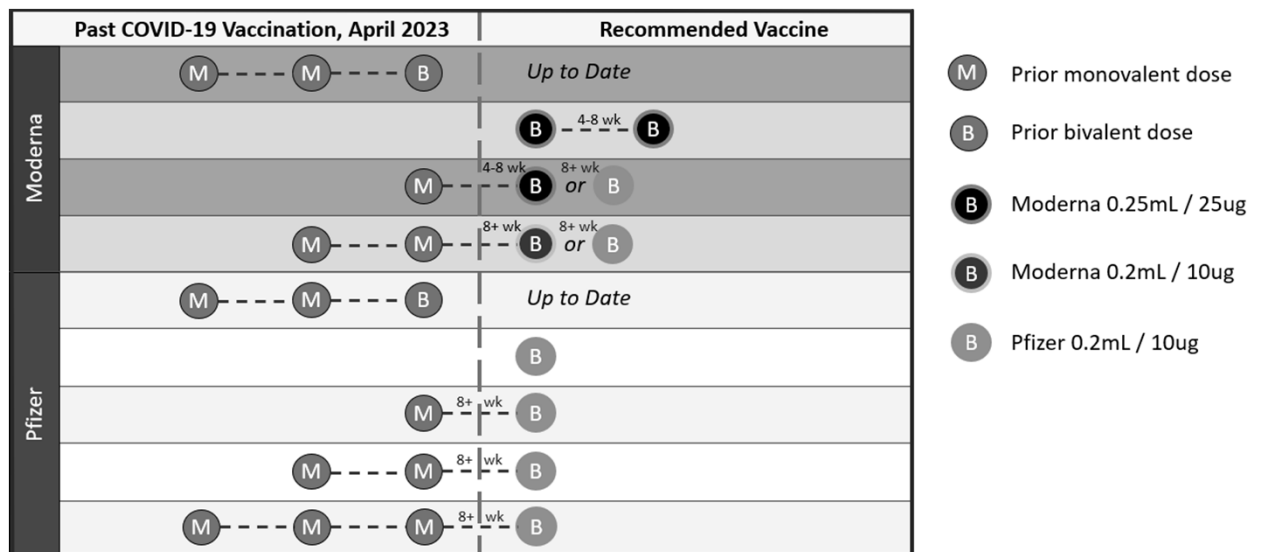 Past COVID-19 Vaccination, April 2023 Recommended Vaccine
Moderna
M M B Up to Date
B 4-8 wk B
M 4-8 wk B 8+ wk or B
M M 8+ wk B 8+ wk or B
Pfizer
M M B Up to Date
B
M 8+ wk B
M M 8+ wk B
M M M 8+ wk B
M Prior monovalent dose
B Prior bivalent dose
B Moderna 0.25mL / 25ug
B Moderna 0.2mL / 10ug
B Pfizer 0.2mL / 10ug